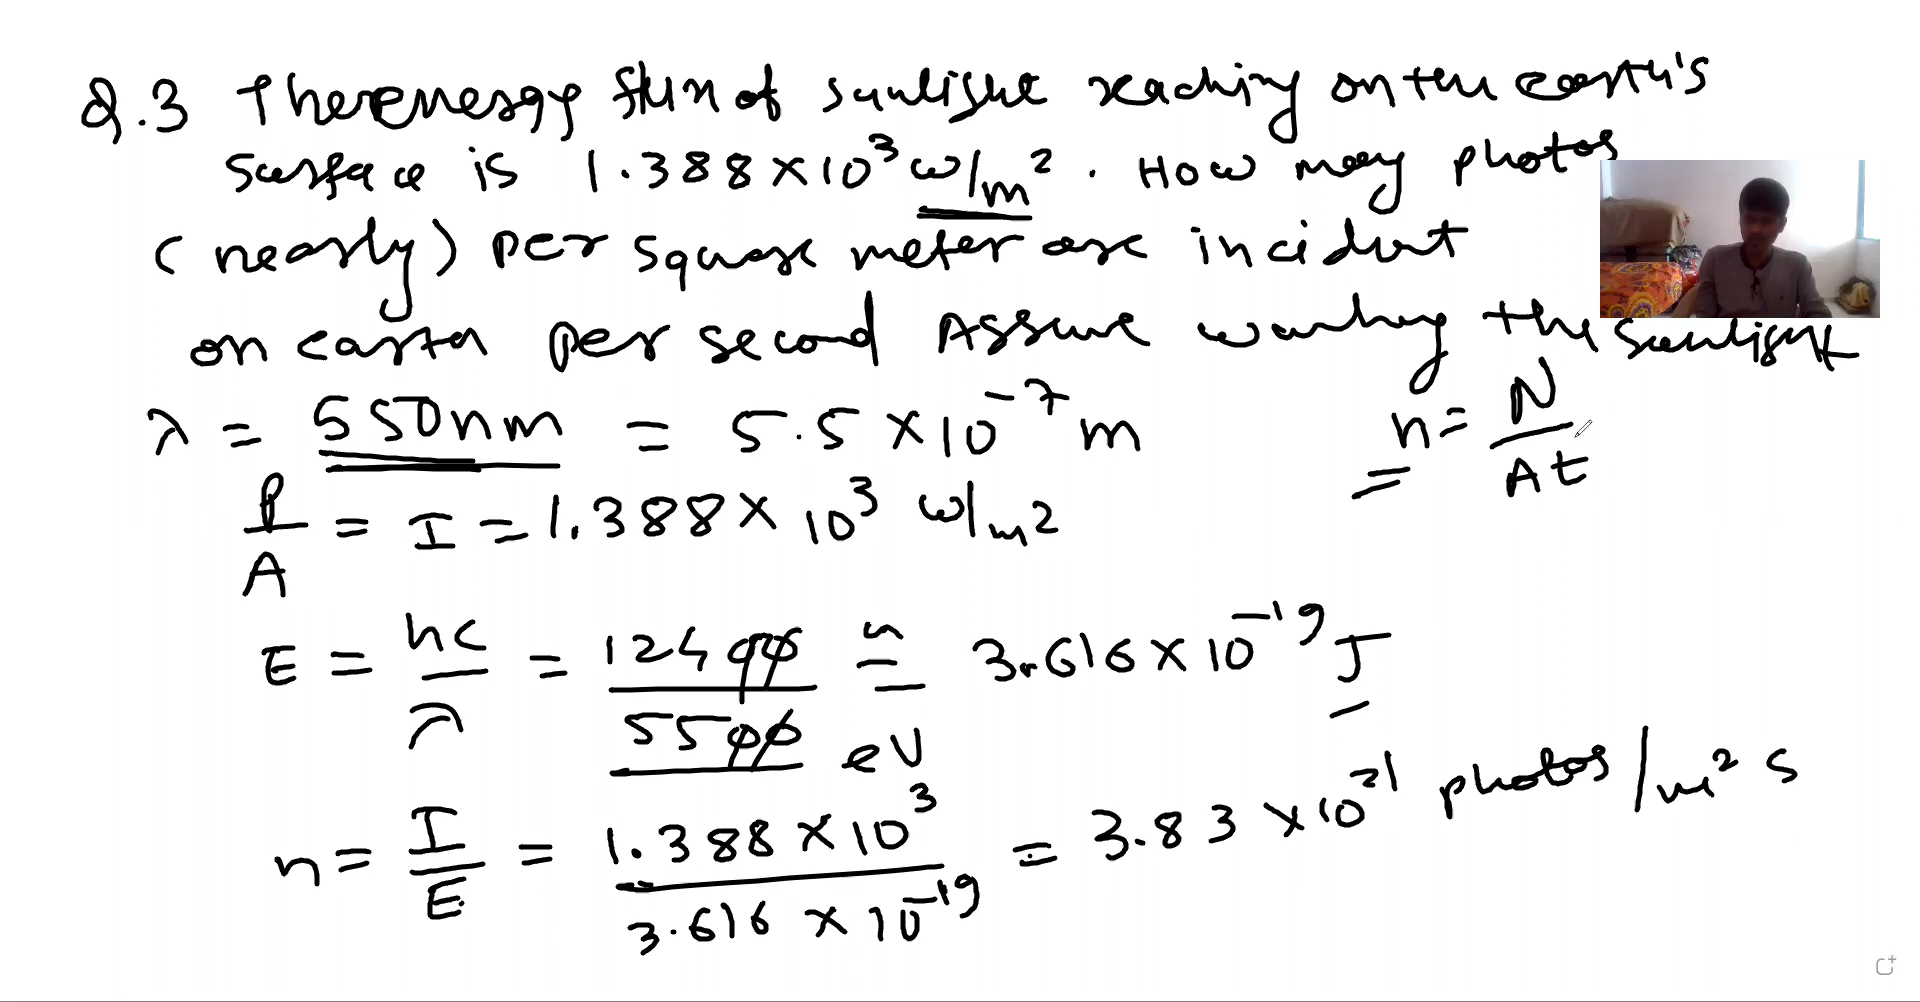 Q.3 The energy flux of sunlight reaching on the earth's
surface is 1.388×10³ w/m². How many photos
(nearly) per square meter are incident
on earth per second Assume the sunlight
λ = 550nm = 5.5×10⁻⁷ m
n = N/At
P/A = I = 1.388×10³ w/m²
E = hc/λ = 12400/5500 eV ≃ 3.616×10⁻¹⁹ J
n = I/E = 1.388×10³/3.616×10⁻¹⁹ = 3.83×10²¹ photos/m² s